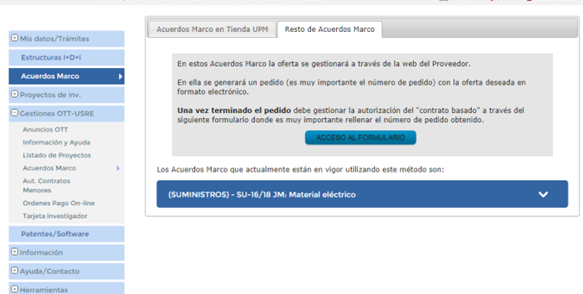 Mis datos/Trámites
Estructuras I+D+i
Acuerdos Marco
Proyectos de inv.
Gestiones OTT-USRE
Anuncios OTT
Información y Ayuda
Listado de Proyectos
Acuerdos Marco
Aut. Contratos
Menores
Ordenes Pago On-line
Tarjeta investigador
Patentes/Software
Información
Ayuda/Contacto
Herramientas
Acuerdos Marco en Tienda UPM
Resto de Acuerdos Marco
En estos Acuerdos Marco la oferta se gestionará a través de la web del Proveedor.
En ella se generará un pedido (es muy importante el número de pedido) con la oferta deseada en
formato electrónico.
Una vez terminado el pedido debe gestionar la autorización del "contrato basado" a través del
siguiente formulario donde es muy importante rellenar el número de pedido obtenido.
ACCESO AL FORMULARIO
Los Acuerdos Marco que actualmente están en vigor utilizando este método son:
(SUMINISTROS) - SU-16/18 JM: Material eléctrico